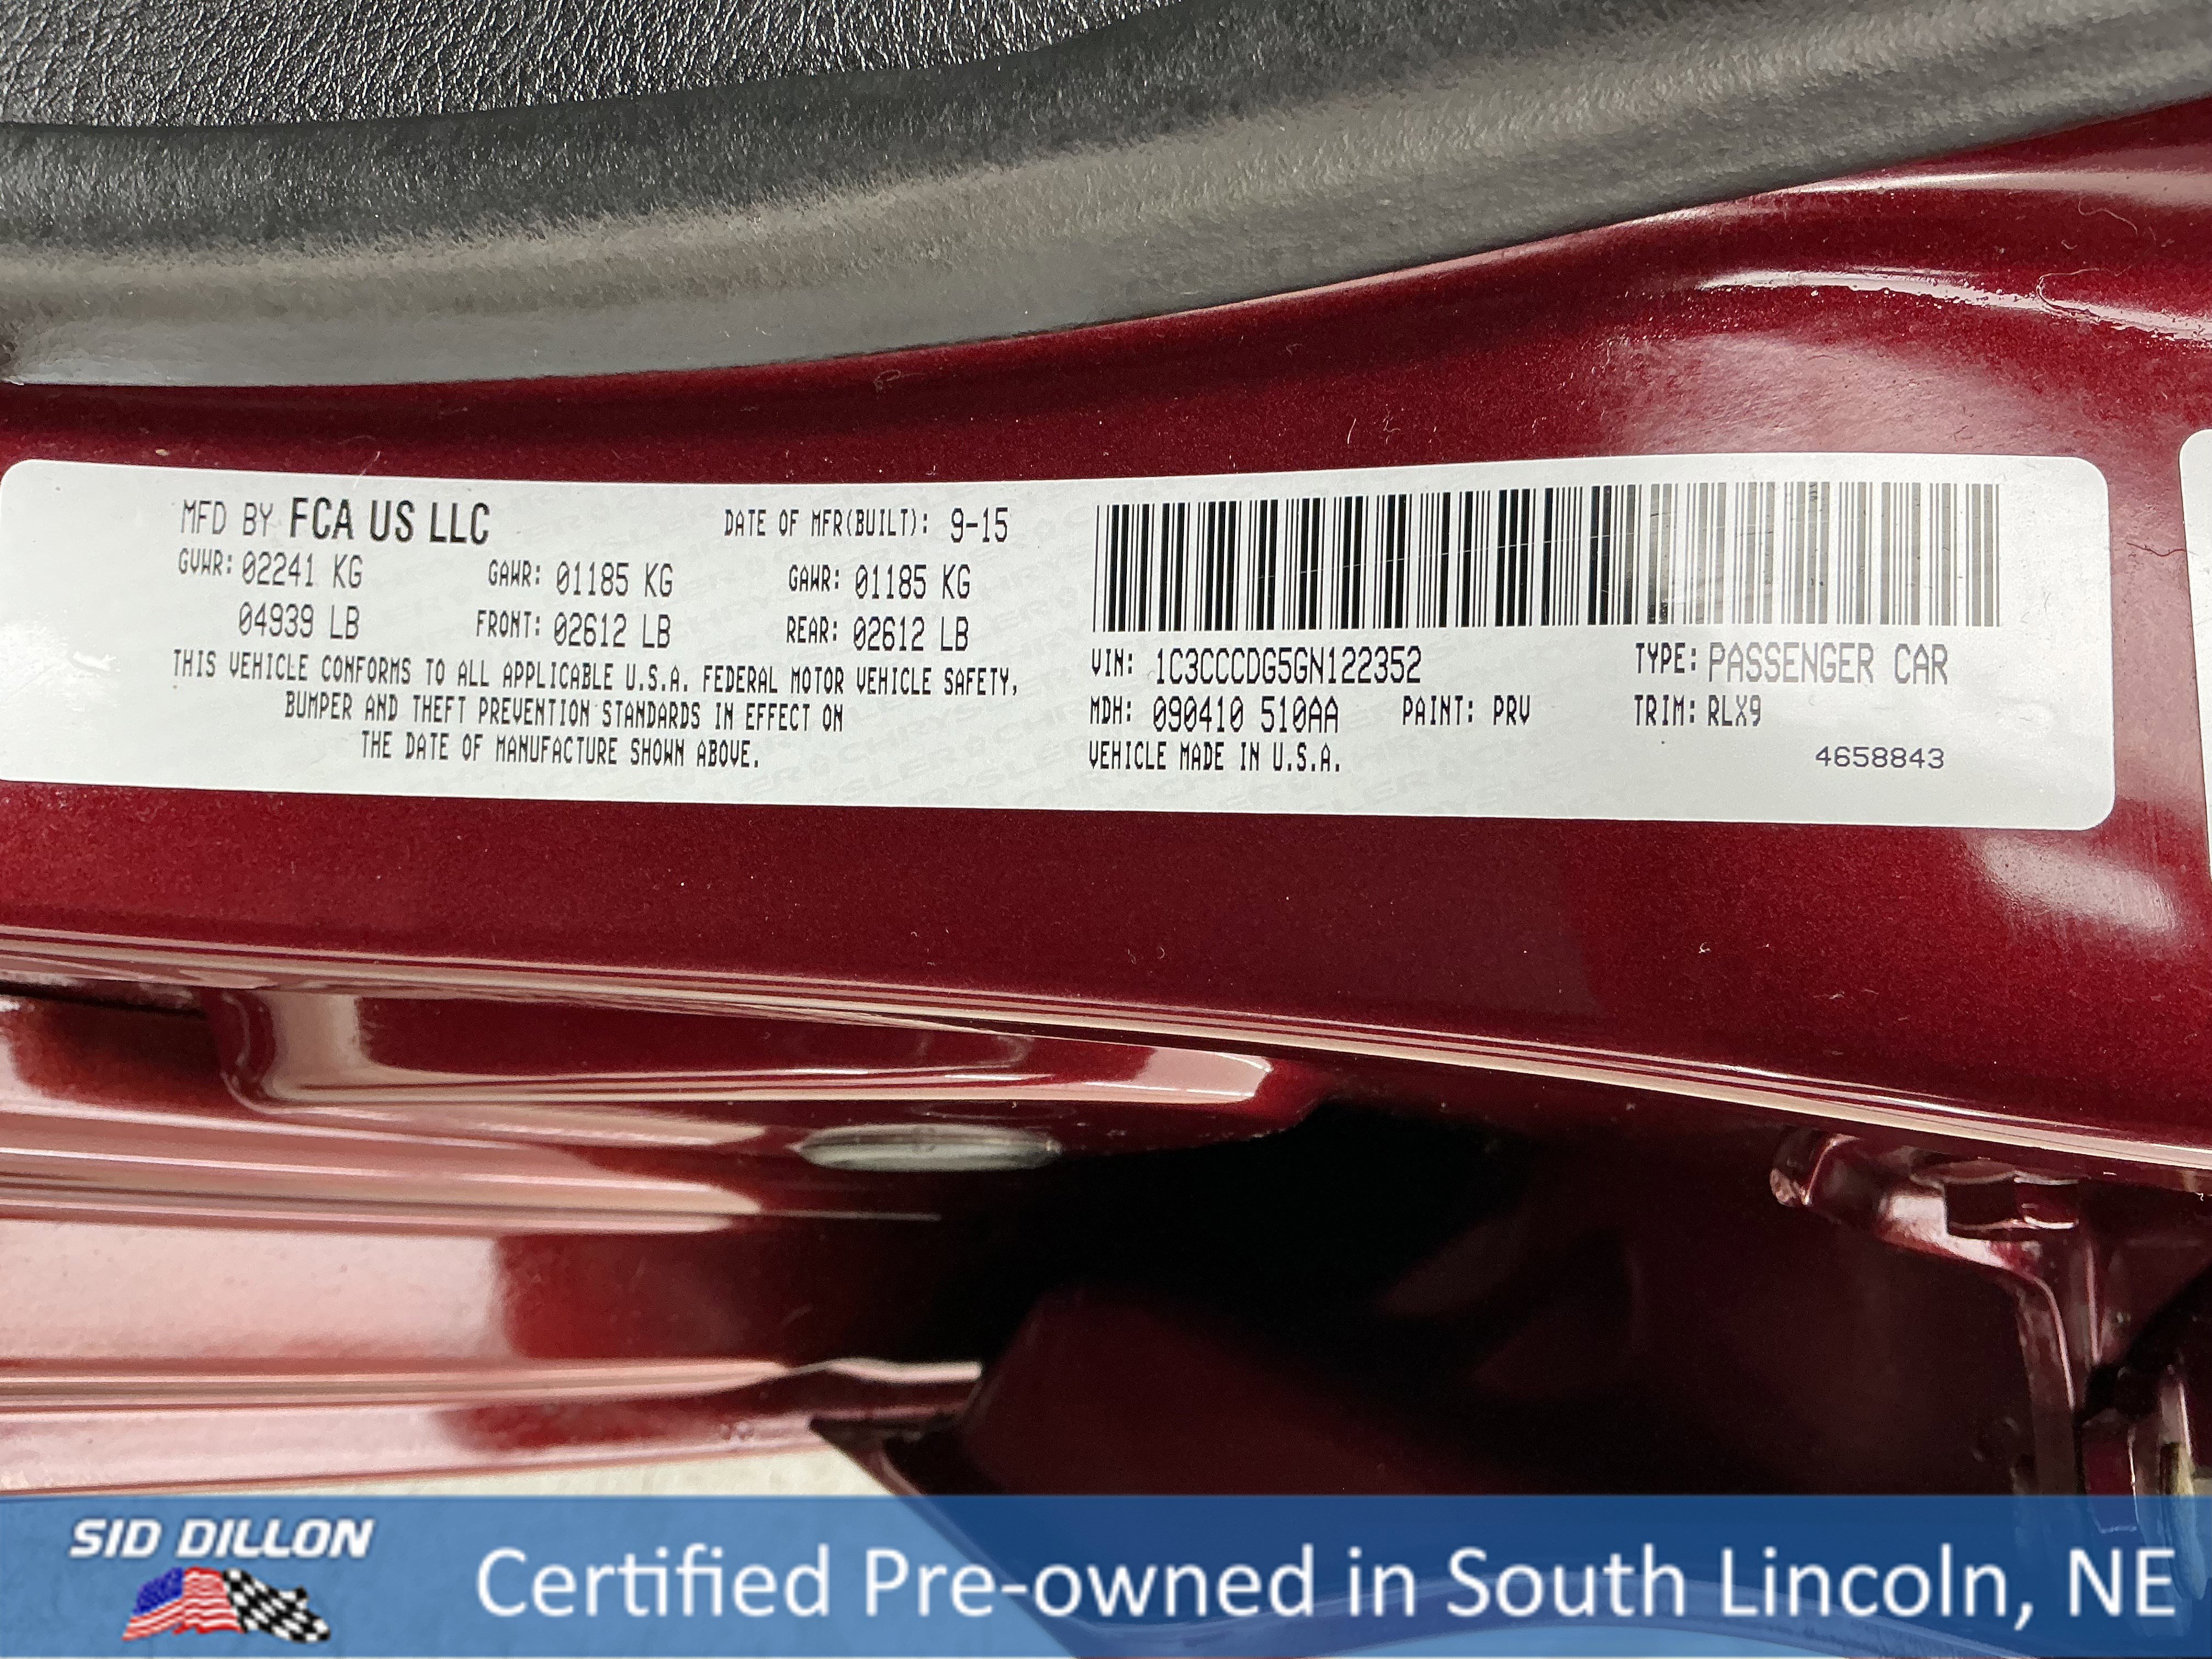 MFD BY FCA US LLC DATE OF MFR(BUILT): 9-15
GVWR: 02241 KG GAWR: 01185 KG GAWR: 01185 KG
04939 LB FRONT: 02612 LB REAR: 02612 LB
THIS VEHICLE CONFORMS TO ALL APPLICABLE U.S.A. FEDERAL MOTOR VEHICLE SAFETY,
BUMPER AND THEFT PREVENTION STANDARDS IN EFFECT ON
THE DATE OF MANUFACTURE SHOWN ABOVE.
VIN: 1C3CCCDG5GN122352 TYPE: PASSENGER CAR
MDH: 090410 510AA PAINT: PRV TRIM: RLX9
VEHICLE MADE IN U.S.A. 4658843
SID DILLON
Certified Pre-owned in South Lincoln, NE